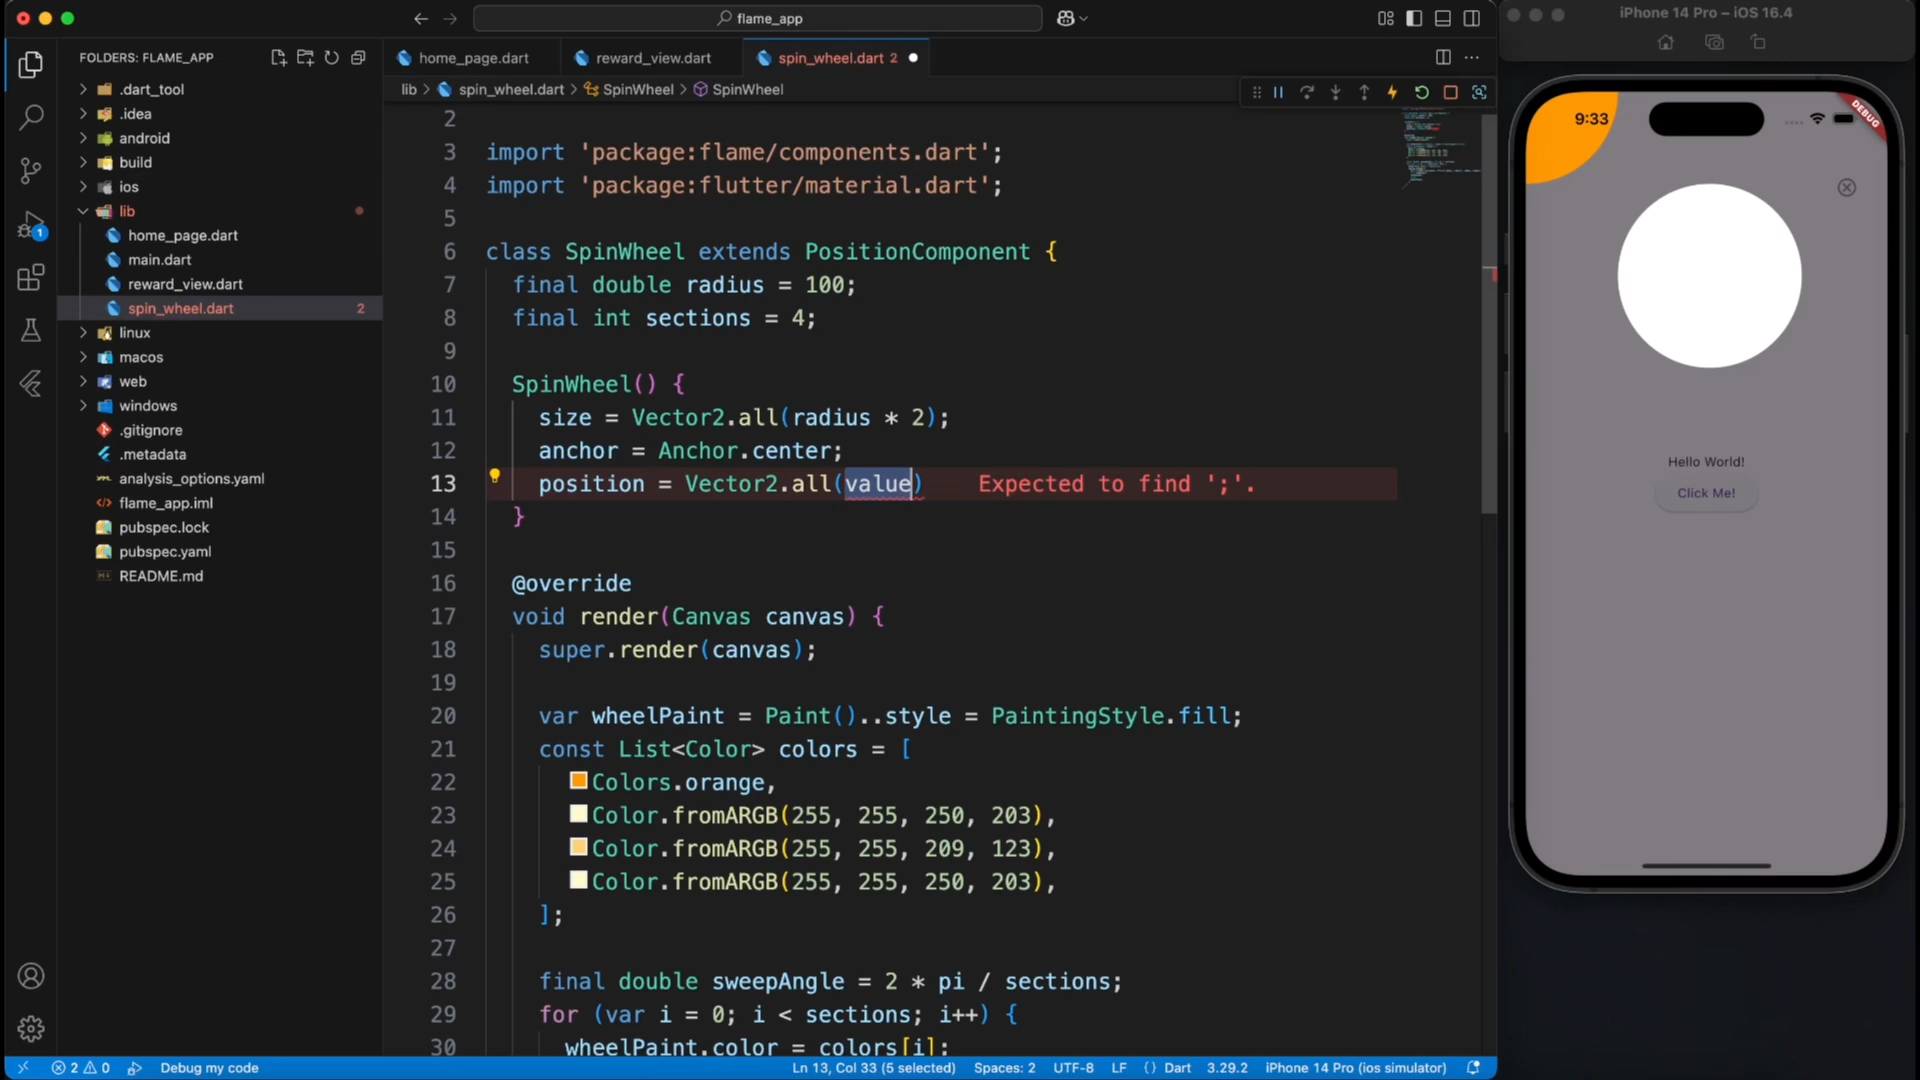 flame_app
iPhone 14 Pro – iOS 16.4
FOLDERS: FLAME_APP
home_page.dart
reward_view.dart
spin_wheel.dart 2
lib > spin_wheel.dart > SpinWheel > SpinWheel
.dart_tool
.idea
android
build
ios
lib
home_page.dart
main.dart
reward_view.dart
spin_wheel.dart 2
linux
macos
web
windows
.gitignore
.metadata
analysis_options.yaml
flame_app.iml
pubspec.lock
pubspec.yaml
README.md
1
2
3 import 'package:flame/components.dart';
4 import 'package:flutter/material.dart';
5
6 class SpinWheel extends PositionComponent {
7 final double radius = 100;
8 final int sections = 4;
9
10 SpinWheel() {
11 size = Vector2.all(radius * 2);
12 anchor = Anchor.center;
13 position = Vector2.all(value) Expected to find ';'.
14 }
15
16 @override
17 void render(Canvas canvas) {
18 super.render(canvas);
19
20 var wheelPaint = Paint()..style = PaintingStyle.fill;
21 const List<Color> colors = [
22 Colors.orange,
23 Color.fromARGB(255, 255, 250, 203),
24 Color.fromARGB(255, 255, 209, 123),
25 Color.fromARGB(255, 255, 250, 203),
26 ];
27
28 final double sweepAngle = 2 * pi / sections;
29 for (var i = 0; i < sections; i++) {
30 wheelPaint.color = colors[i];
9:33
DEBUG
Hello World!
Click Me!
2 0 Debug my code
Ln 13, Col 33 (5 selected) Spaces: 2 UTF-8 LF {} Dart 3.29.2 iPhone 14 Pro (ios simulator)